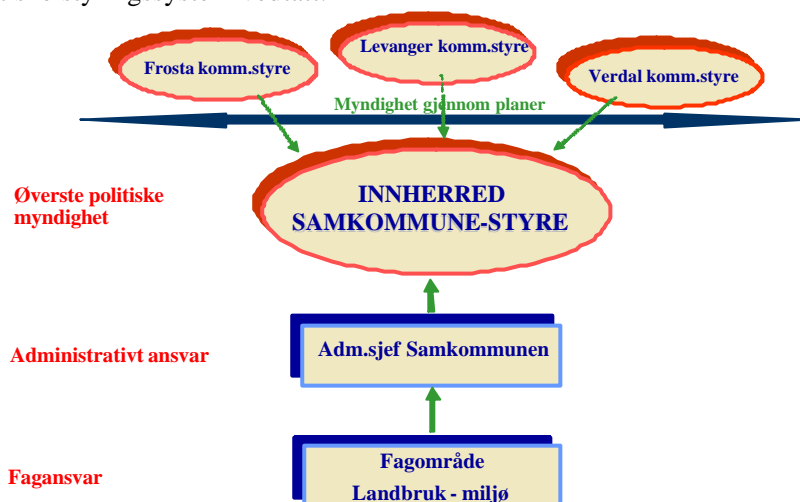 Frosta komm.styre
Levanger komm.styre
Verdal komm.styre
Myndighet gjennom planer
Øverste politiske
myndighet
INNHERRED
SAMKOMMUNE-STYRE
Administrativt ansvar
Adm.sjef Samkommunen
Fagansvar
Fagområde
Landbruk - miljø